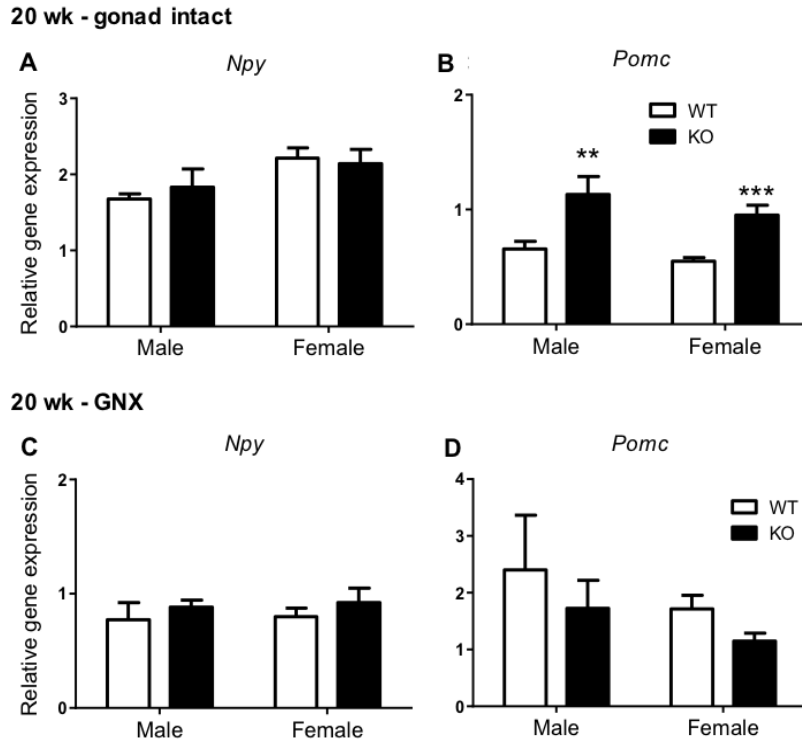 20 wk - gonad intact
A
Npy
Relative gene expression
3
2
1
0
Male
Female
B
Pomc
2
1
0
WT
KO
**
***
Male
Female
20 wk - GNX
C
Npy
Relative gene expression
2
1
0
Male
Female
D
Pomc
4
3
2
1
0
WT
KO
Male
Female